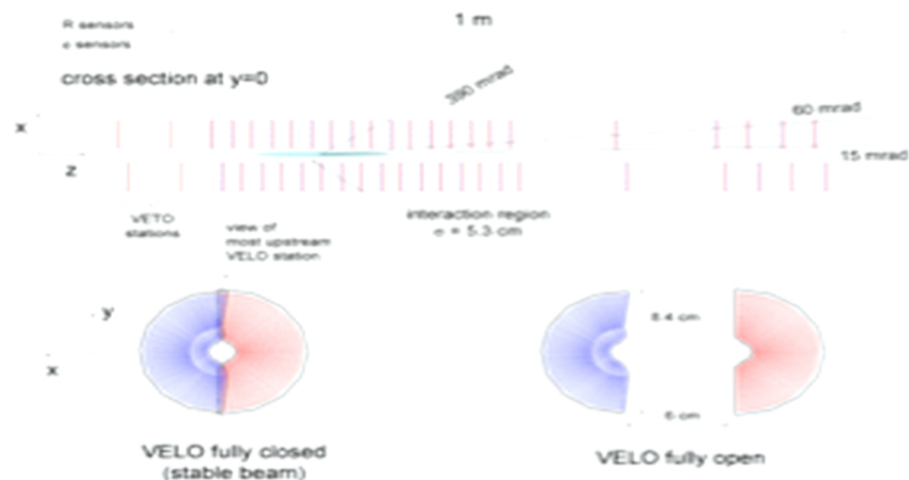 1 m
R sensors
sensors
cross section at y=0
390 mrad
60 mrad
x
15 mrad
z
VETO
stations
view of
most upstream
VELO station
interaction region
σ = 5.3 cm
y
8.4 cm
x
6 cm
VELO fully closed
(stable beam)
VELO fully open